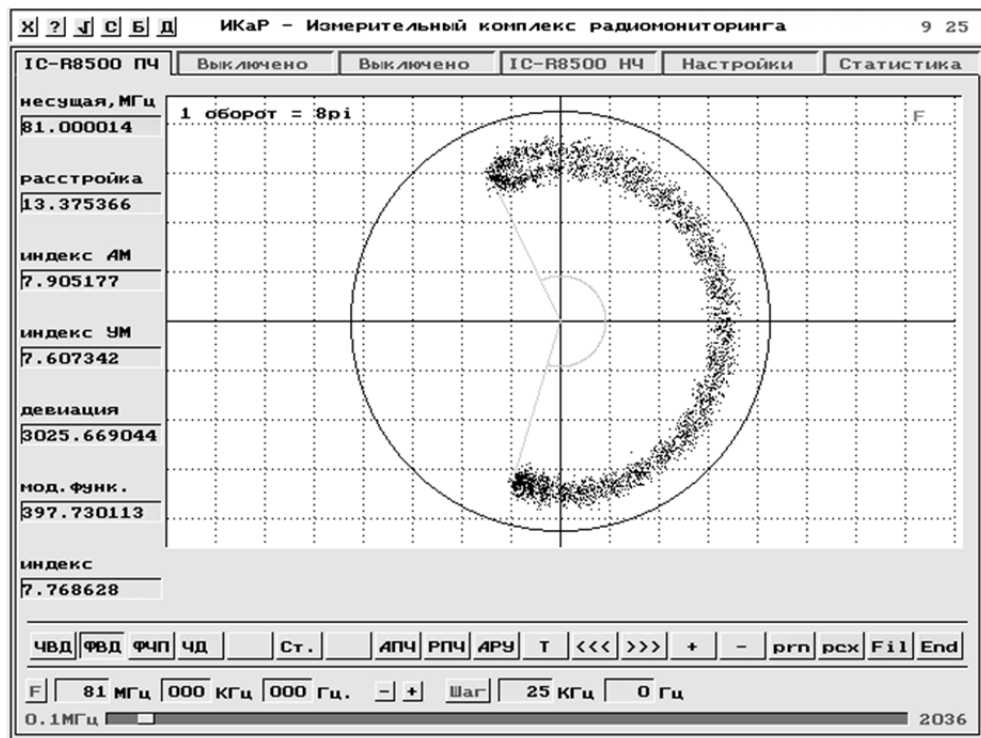 X ? √ С Б Д ИКаР - Измерительный комплекс радиомониторинга 9 25
IC-R8500 ПЧ Выключено Выключено IC-R8500 НЧ Настройки Статистика
несущая,МГц
81.000014
расстройка
13.375366
индекс АМ
7.905177
индекс УМ
7.607342
девиация
3025.669044
мод.функ.
397.730113
индекс
7.768628
1 оборот = 8pi
F
ЧВД ФВД ФЧП ЧД Ст. АПЧ РПЧ АРУ Т <<< >>> + - prn pcx Fil End
F 81 МГц 000 КГц 000 Гц. - + Шаг 25 КГц 0 Гц
0.1МГц 2036